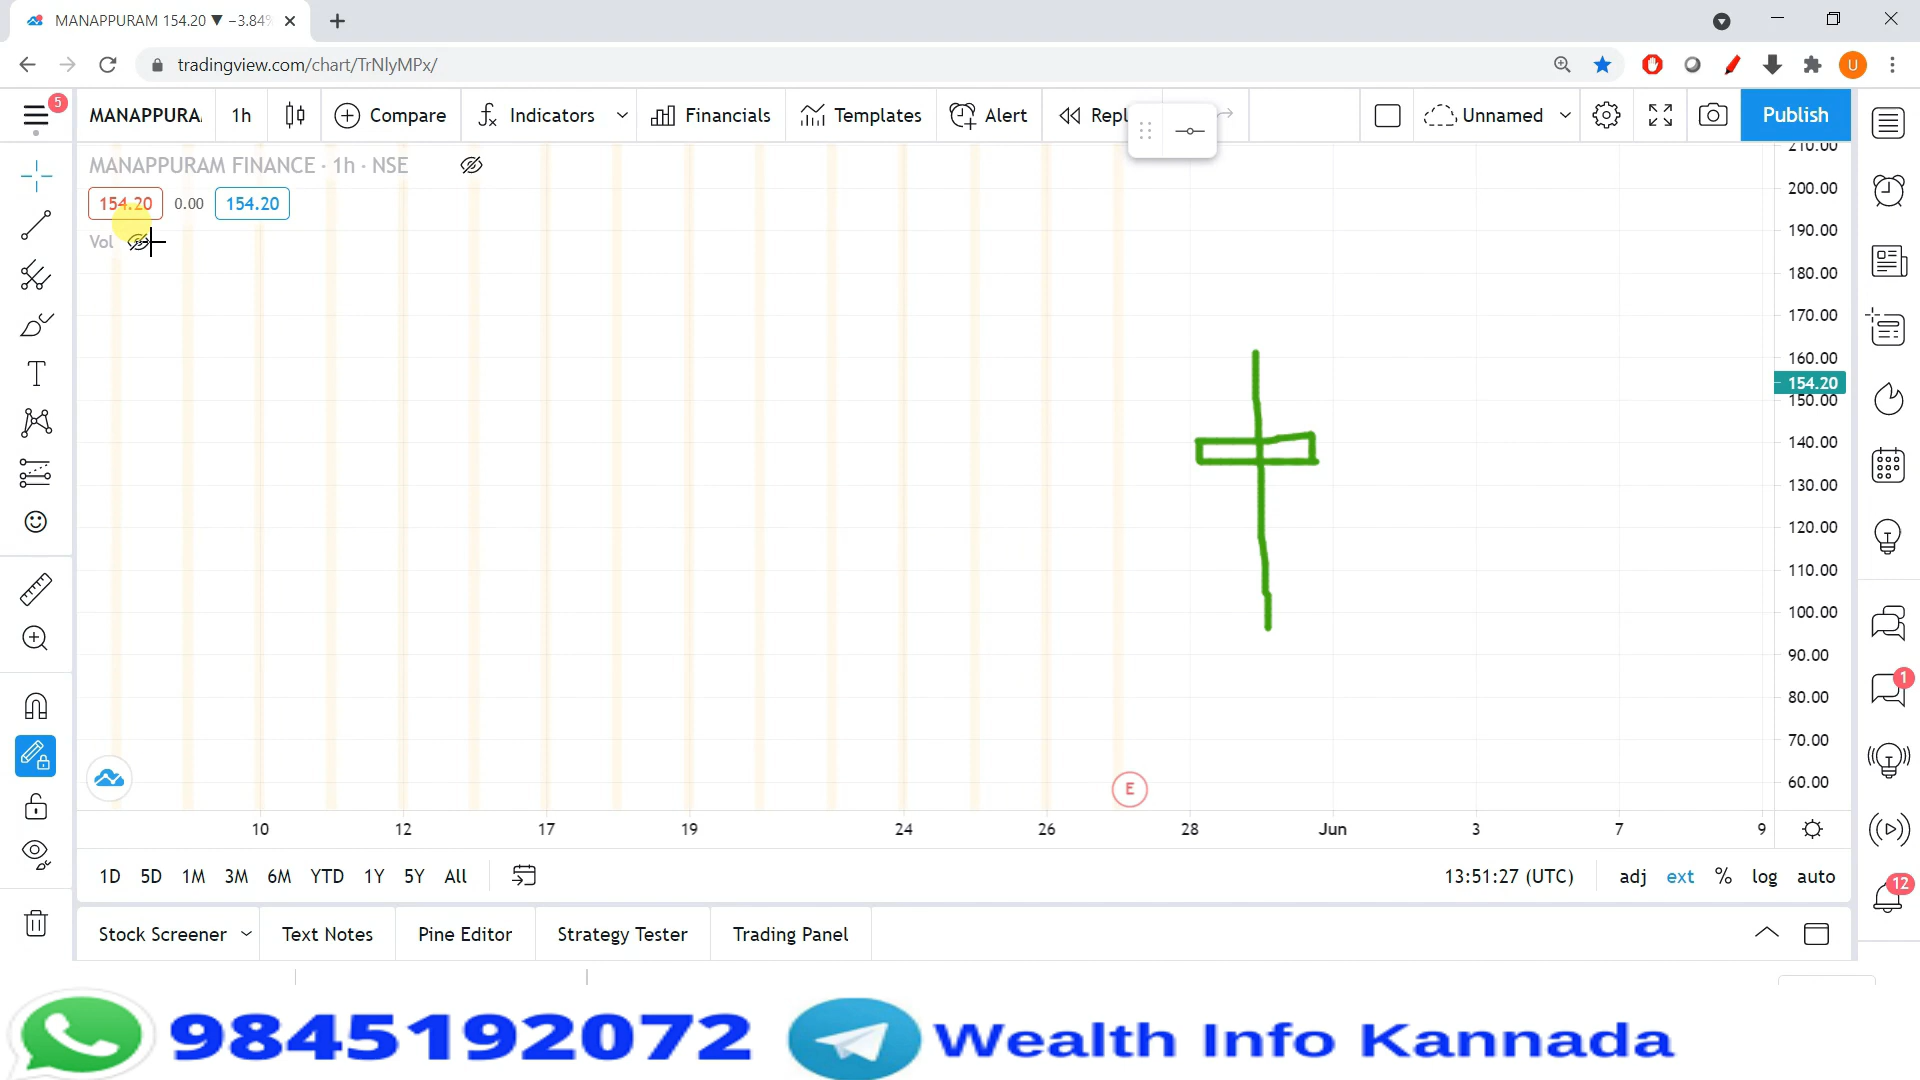 MANAPPURAM 154.20 ▼ −3.84%
U
tradingview.com/chart/TrNlyMPx/
5
MANAPPURA
1h
Compare
Indicators
Financials
Templates
Alert
Repl
Unnamed
Publish
MANAPPURAM FINANCE · 1h · NSE
154.20 0.00 154.20
Vol
210.00
200.00
190.00
180.00
170.00
160.00
154.20
150.00
140.00
130.00
120.00
110.00
100.00
90.00
80.00
70.00
60.00
1
12
E
10 12 17 19 24 26 28 Jun 3 7 9
1D 5D 1M 3M 6M YTD 1Y 5Y All
13:51:27 (UTC) adj ext % log auto
Stock Screener Text Notes Pine Editor Strategy Tester Trading Panel
9845192072 Wealth Info Kannada